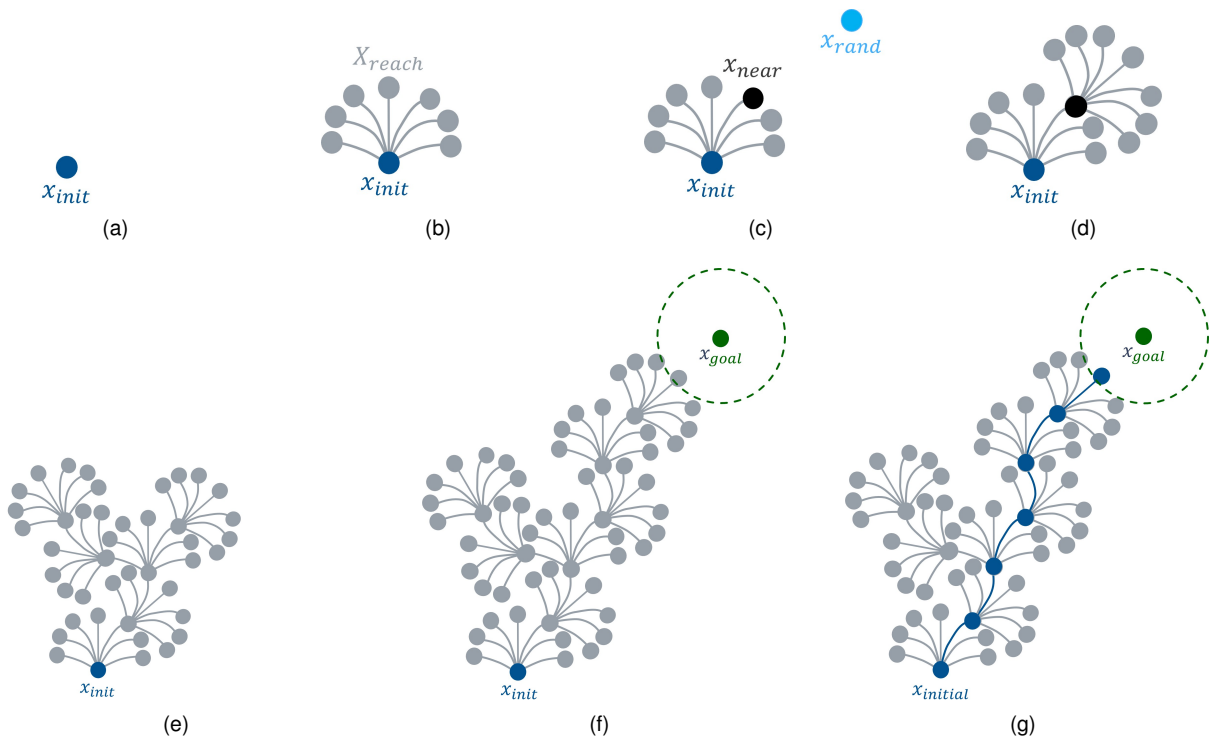 x_rand
X_reach
x_near
x_init
x_init
x_init
x_init
(a)
(b)
(c)
(d)
x_goal
x_goal
x_init
x_init
x_initial
(e)
(f)
(g)